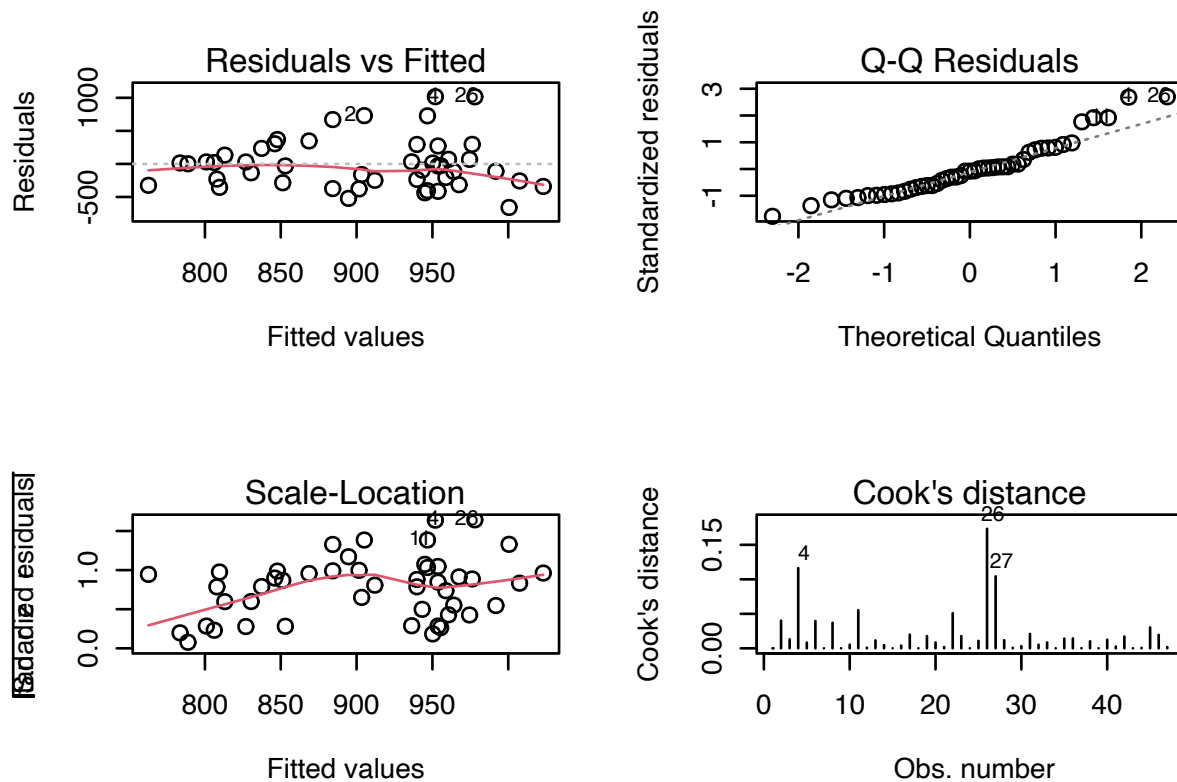 Residuals vs Fitted
Residuals
1000
-500
4
26
2
800 850 900 950
Fitted values
Q-Q Residuals
Standardized residuals
3
1
-1
4
26
11
-2 -1 0 1 2
Theoretical Quantiles
Scale-Location
1.0
0.0
4
26
11
800 850 900 950
Fitted values
Cook's distance
Cook's distance
0.15
0.00
26
4
27
0 10 20 30 40
Obs. number